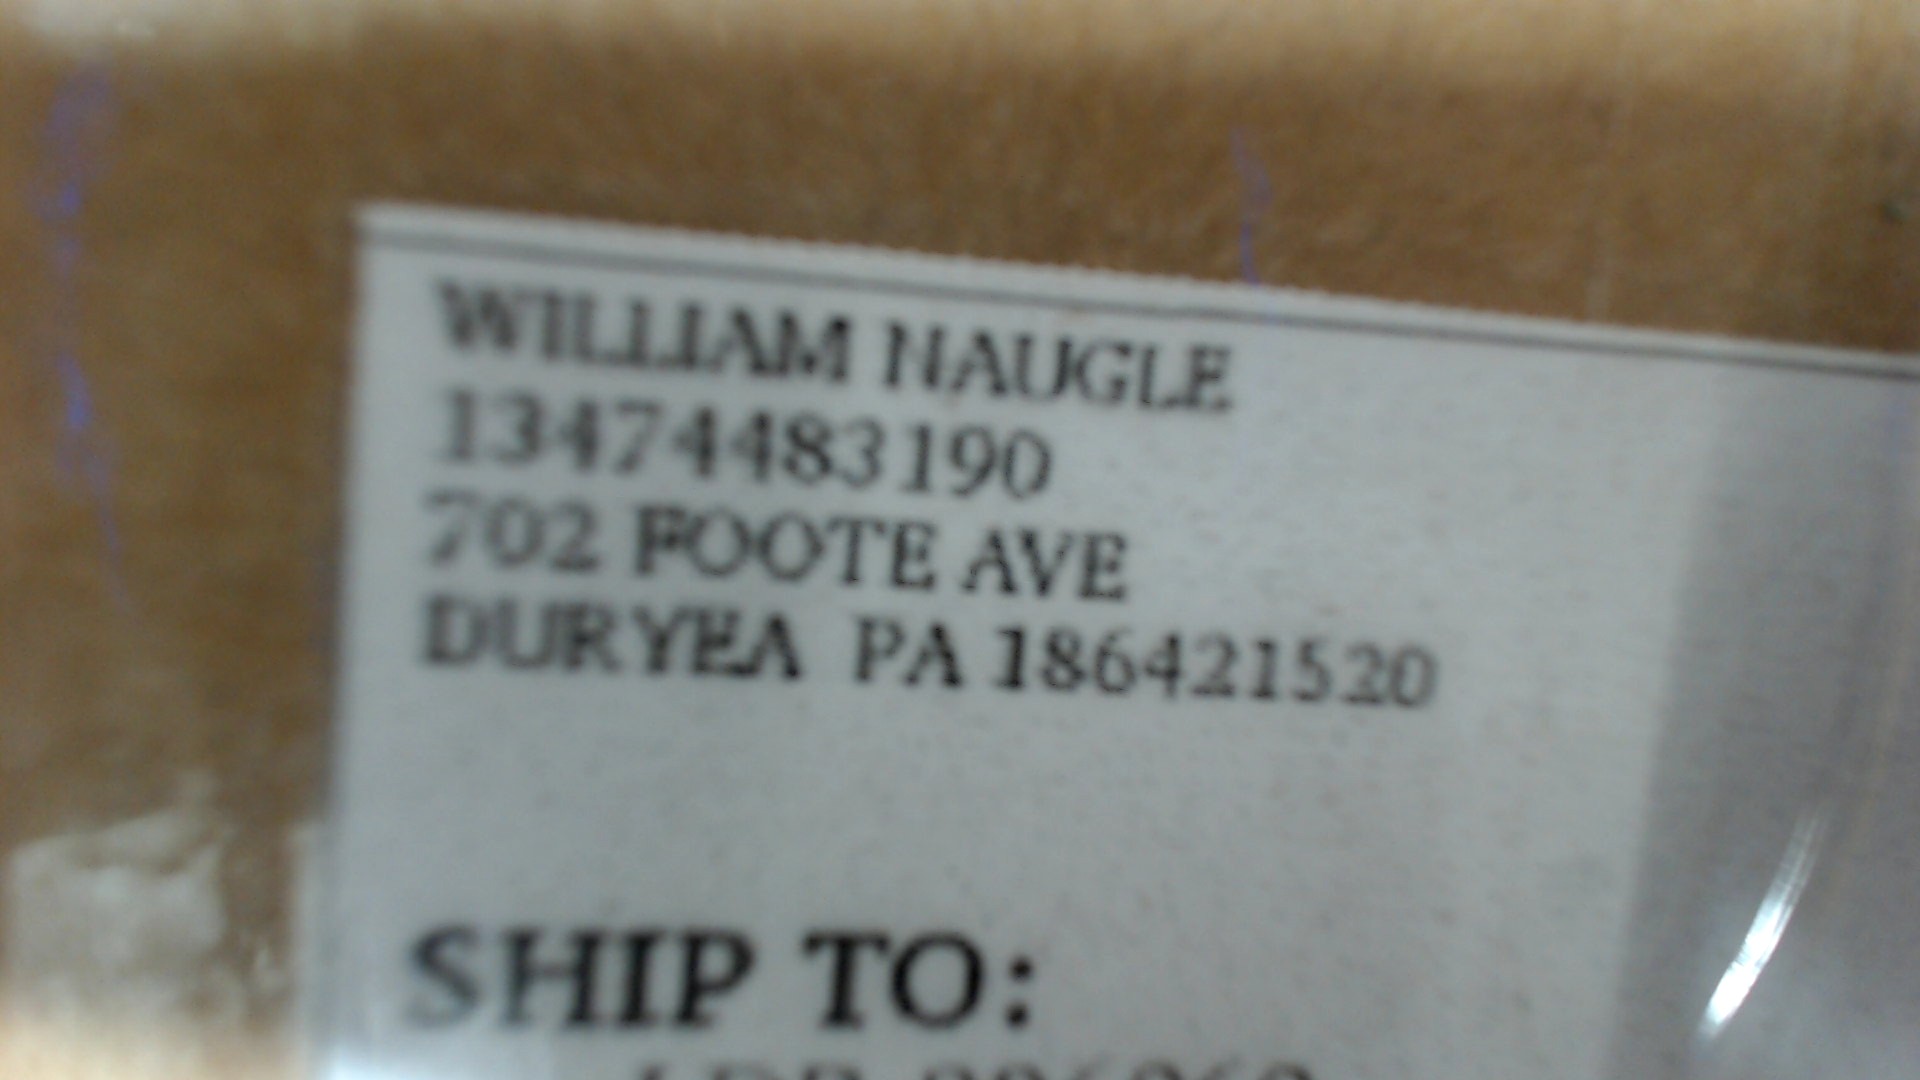 WILLIAM NAUGLE
13474483190
702 FOOTE AVE
DURYEA PA 186421520
SHIP TO: